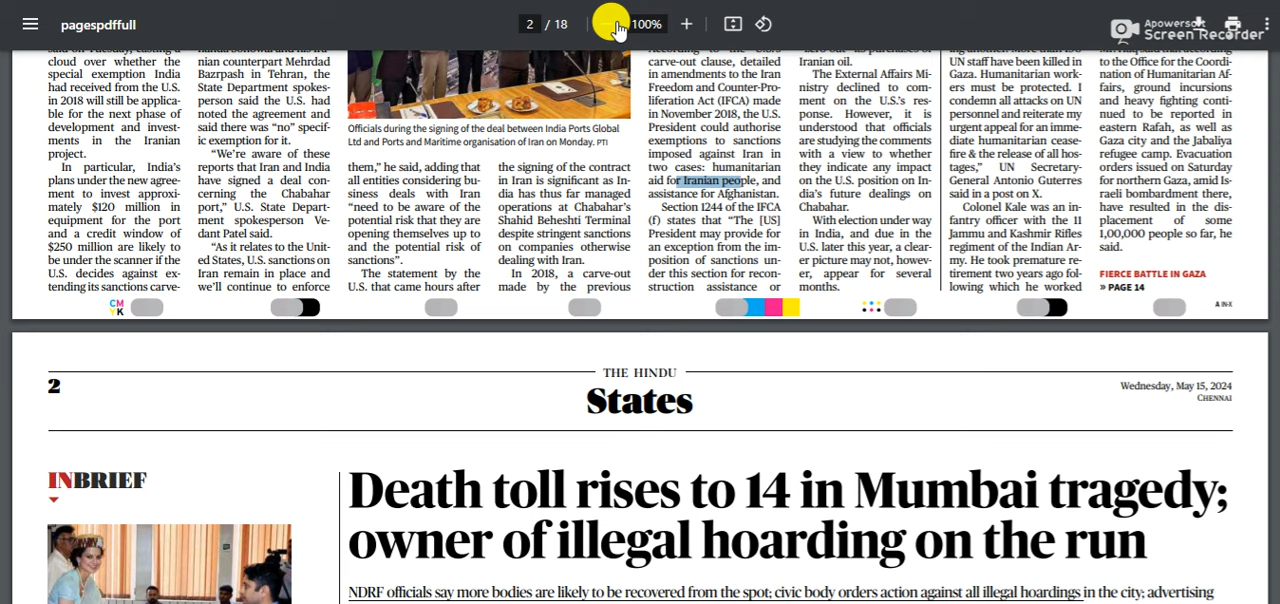 pagespdffull
2 / 18
100%
Apowersoft
Screen Recorder
cloud over whether the
special exemption India
had received from the U.S.
in 2018 will still be applica-
ble for the next phase of
development and invest-
ments in the Iranian
project.
In particular, India's
plans under the new agree-
ment to invest approxi-
mately $120 million in
equipment for the port
and a credit window of
$250 million are likely to
be under the scanner if the
U.S. decides against ex-
tending its sanctions carve-
nian counterpart Mehrdad
Bazrpash in Tehran, the
State Department spokes-
person said the U.S. had
noted the agreement and
said there was "no" specif-
ic exemption for it.
"We're aware of these
reports that Iran and India
have signed a deal con-
cerning the Chabahar
port," U.S. State Depart-
ment spokesperson Ve-
dant Patel said.
"As it relates to the Unit-
ed States, U.S. sanctions on
Iran remain in place and
we'll continue to enforce
Officials during the signing of the deal between India Ports Global
Ltd and Ports and Maritime organisation of Iran on Monday. PTI
them," he said, adding that
all entities considering bu-
siness deals with Iran
"need to be aware of the
potential risk that they are
opening themselves up to
and the potential risk of
sanctions".
The statement by the
U.S. that came hours after
the signing of the contract
in Iran is significant as In-
dia has thus far managed
operations at Chabahar's
Shahid Beheshti Terminal
despite stringent sanctions
on companies otherwise
dealing with Iran.
In 2018, a carve-out
made by the previous
carve-out clause, detailed
in amendments to the Iran
Freedom and Counter-Pro-
liferation Act (IFCA) made
in November 2018, the U.S.
President could authorise
exemptions to sanctions
imposed against Iran in
two cases: humanitarian
aid for Iranian people, and
assistance for Afghanistan.
Section 1244 of the IFCA
(f) states that "The [US]
President may provide for
an exception from the im-
position of sanctions un-
der this section for recon-
struction assistance or
Iranian oil.
The External Affairs Mi-
nistry declined to com-
ment on the U.S.'s res-
ponse. However, it is
understood that officials
are studying the comments
with a view to whether
they indicate any impact
on the U.S. position on In-
dia's future dealings on
Chabahar.
With election under way
in India, and due in the
U.S. later this year, a clear-
er picture may not, howev-
er, appear for several
months.
UN staff have been killed in
Gaza. Humanitarian work-
ers must be protected. I
condemn all attacks on UN
personnel and reiterate my
urgent appeal for an imme-
diate humanitarian cease-
fire & the release of all hos-
tages," UN Secretary-
General Antonio Guterres
said in a post on X.
Colonel Kale was an in-
fantry officer with the 11
Jammu and Kashmir Rifles
regiment of the Indian Ar-
my. He took premature re-
tirement two years ago fol-
lowing which he worked
to the Office for the Coordi-
nation of Humanitarian Af-
fairs, ground incursions
and heavy fighting conti-
nued to be reported in
eastern Rafah, as well as
Gaza city and the Jabaliya
refugee camp. Evacuation
orders issued on Saturday
for northern Gaza, amid Is-
raeli bombardment there,
have resulted in the dis-
placement of some
1,00,000 people so far, he
said.
FIERCE BATTLE IN GAZA
» PAGE 14
CM
YK
A IN-X
2
THE HINDU
States
Wednesday, May 15, 2024
CHENNAI
INBRIEF
Death toll rises to 14 in Mumbai tragedy;
owner of illegal hoarding on the run
NDRF officials say more bodies are likely to be recovered from the spot; civic body orders action against all illegal hoardings in the city; advertising